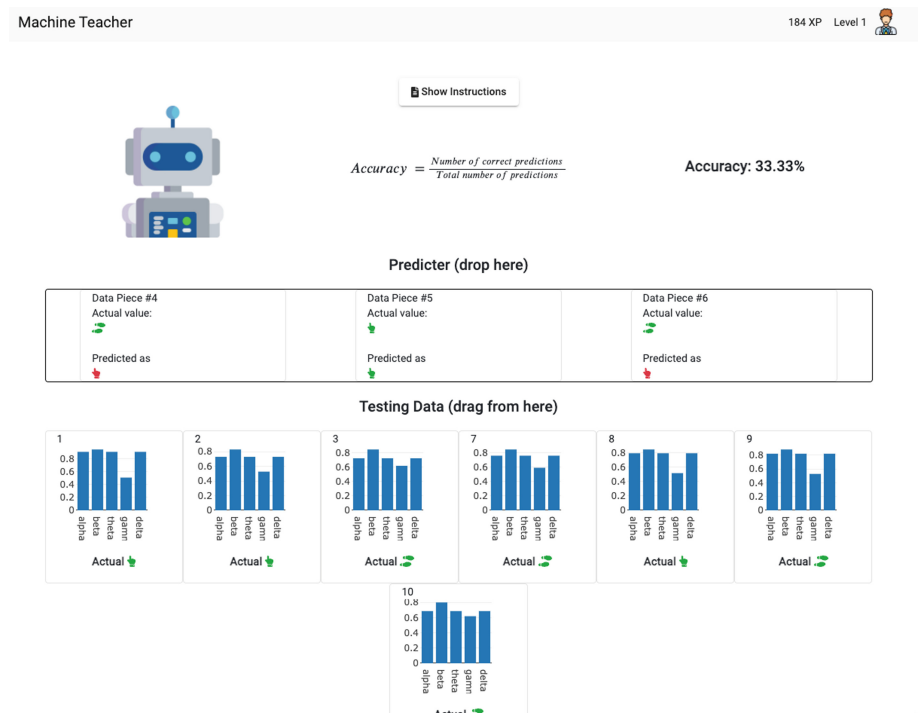 Machine Teacher
184 XP Level 1
Show Instructions
Accuracy = Number of correct predictions / Total number of predictions
Accuracy: 33.33%
Predicter (drop here)
Data Piece #4 Data Piece #5 Data Piece #6
Actual value: Actual value: Actual value:
Predicted as Predicted as Predicted as
Testing Data (drag from here)
1
0.8
0.6
0.4
0.2
0
alpha
beta
theta
gamn
delta
Actual
2
0.8
0.6
0.4
0.2
0
alpha
beta
theta
gamn
delta
Actual
3
0.8
0.6
0.4
0.2
0
alpha
beta
theta
gamn
delta
Actual
7
0.8
0.6
0.4
0.2
0
alpha
beta
theta
gamn
delta
Actual
8
0.8
0.6
0.4
0.2
0
alpha
beta
theta
gamn
delta
Actual
9
0.8
0.6
0.4
0.2
0
alpha
beta
theta
gamn
delta
Actual
10
0.8
0.6
0.4
0.2
0
alpha
beta
theta
gamn
delta
Actual